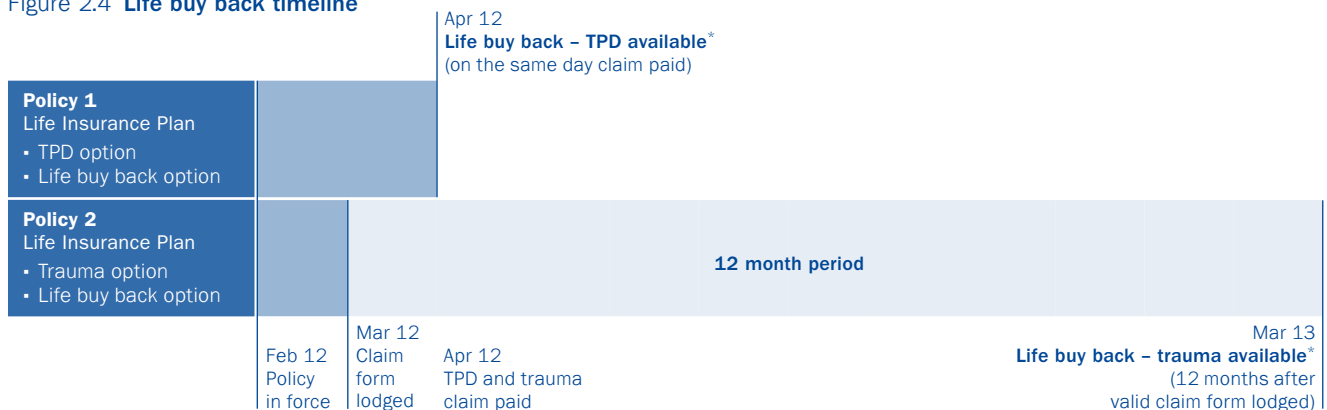 Figure 2.4 Life buy back timeline
Apr 12
Life buy back – TPD available*
(on the same day claim paid)
Policy 1
Life Insurance Plan
▪ TPD option
▪ Life buy back option
Policy 2
Life Insurance Plan
▪ Trauma option
▪ Life buy back option
12 month period
Feb 12
Policy
in force
Mar 12
Claim
form
lodged
Apr 12
TPD and trauma
claim paid
Mar 13
Life buy back – trauma available*
(12 months after
valid claim form lodged)